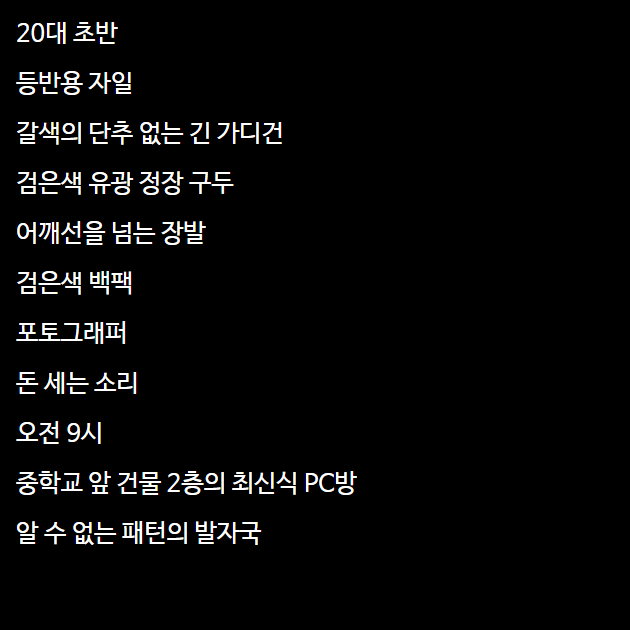 20대 초반
등반용 자일
갈색의 단추 없는 긴 가디건
검은색 유광 정장 구두
어깨선을 넘는 장발
검은색 백팩
포토그래퍼
돈 세는 소리
오전 9시
중학교 앞 건물 2층의 최신식 PC방
알 수 없는 패턴의 발자국